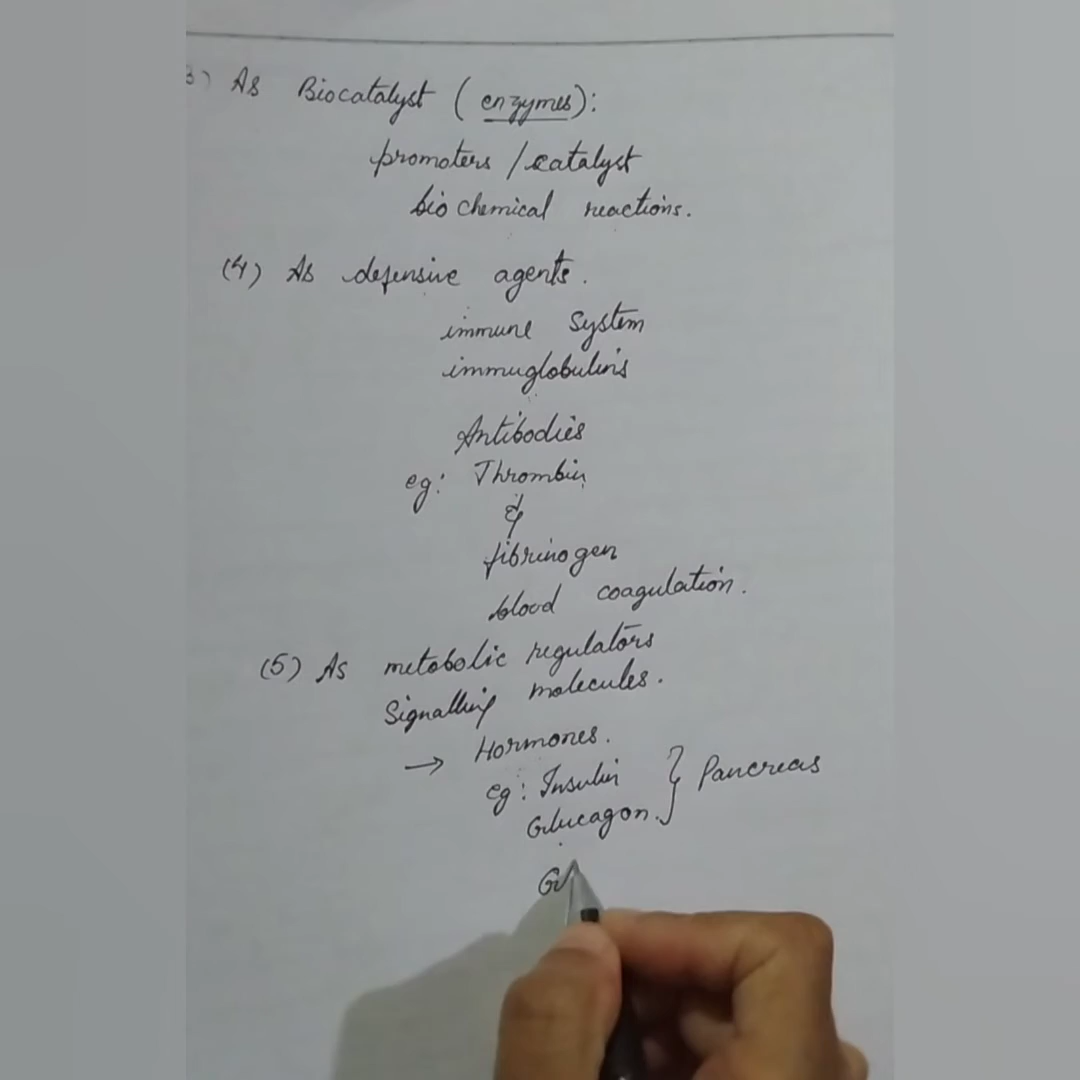 3) As Biocatalyst (enzymes):
promoters / catalyst
bio chemical reactions.
(4) As defensive agents.
immune system
immuglobulins
Antibodies
eg: Thrombin
&
fibrinogen
blood coagulation.
(5) As metabolic regulators
Signalling molecules.
→ Hormones.
eg: Insulin } Pancreas
Glucagon.